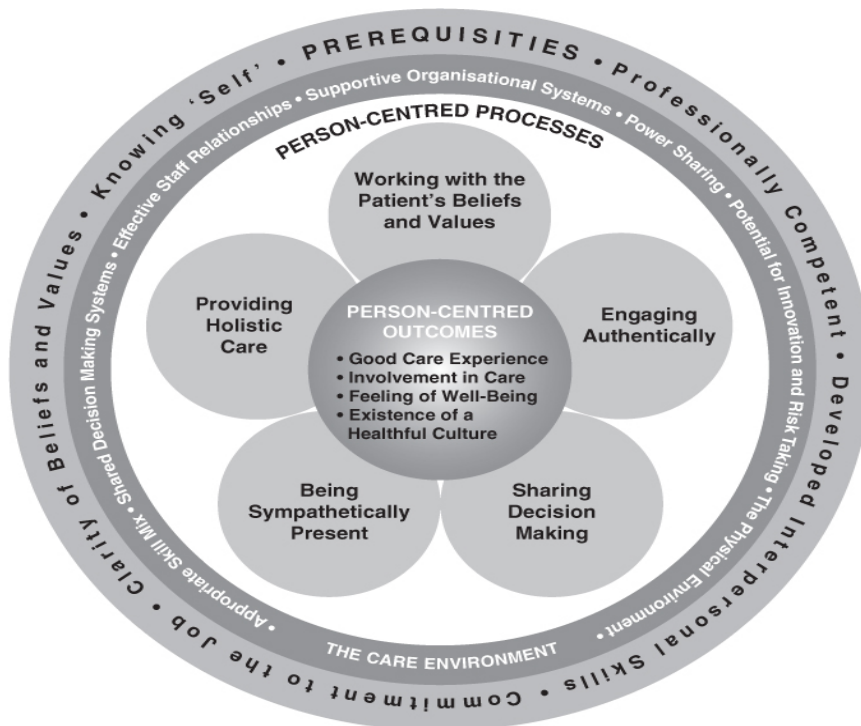 • PREREQUISITIES • Professionally Competent • Developed Interpersonal Skills • Commitment to the Job • Clarity of Beliefs and Values • Knowing ‘Self’
• Appropriate Skill Mix • Shared Decision Making Systems • Effective Staff Relationships • Supportive Organisational Systems • Power Sharing • Potential for Innovation and Risk Taking • The Physical Environment •
THE CARE ENVIRONMENT
PERSON-CENTRED PROCESSES
Working with the
Patient’s Beliefs
and Values
Providing
Holistic
Care
Engaging
Authentically
PERSON-CENTRED
OUTCOMES
• Good Care Experience
• Involvement in Care
• Feeling of Well-Being
• Existence of a
Healthful Culture
Being
Sympathetically
Present
Sharing
Decision
Making